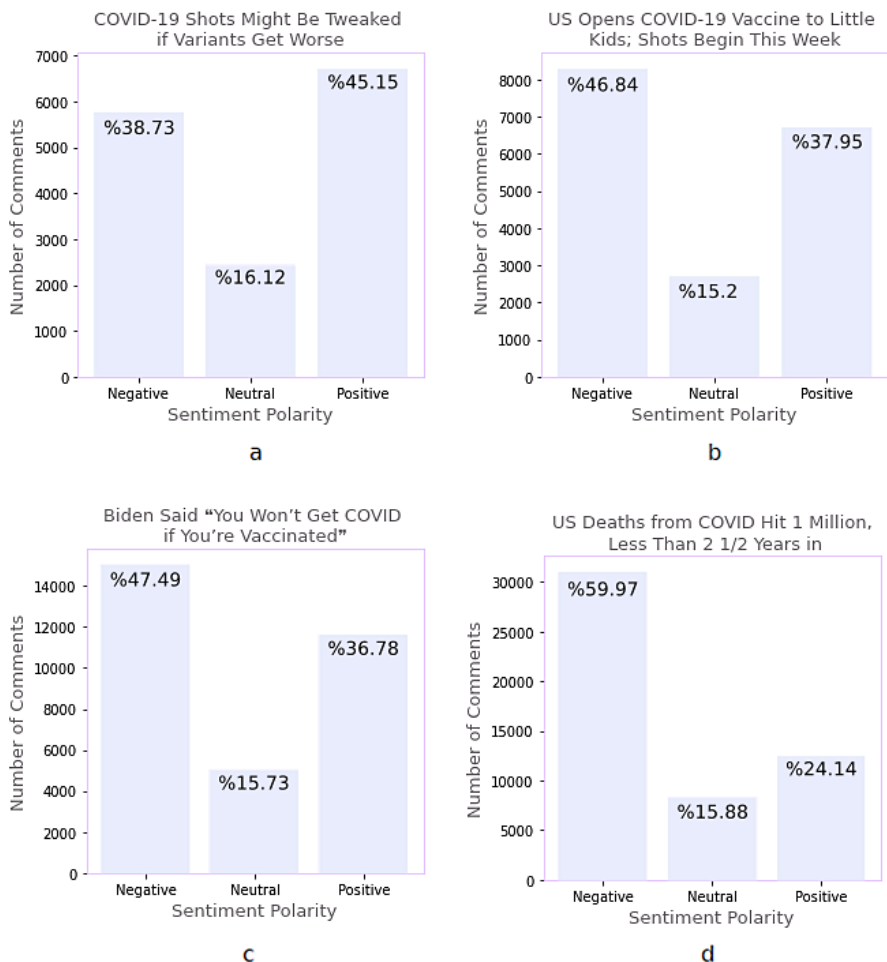 COVID-19 Shots Might Be Tweaked
if Variants Get Worse
7000
6000
5000
4000
3000
2000
1000
0
Number of Comments
%38.73
%16.12
%45.15
Negative Neutral Positive
Sentiment Polarity
a
US Opens COVID-19 Vaccine to Little
Kids; Shots Begin This Week
8000
7000
6000
5000
4000
3000
2000
1000
0
Number of Comments
%46.84
%15.2
%37.95
Negative Neutral Positive
Sentiment Polarity
b
Biden Said ❝You Won’t Get COVID
if You’re Vaccinated❞
14000
12000
10000
8000
6000
4000
2000
0
Number of Comments
%47.49
%15.73
%36.78
Negative Neutral Positive
Sentiment Polarity
c
US Deaths from COVID Hit 1 Million,
Less Than 2 1/2 Years in
30000
25000
20000
15000
10000
5000
0
Number of Comments
%59.97
%15.88
%24.14
Negative Neutral Positive
Sentiment Polarity
d